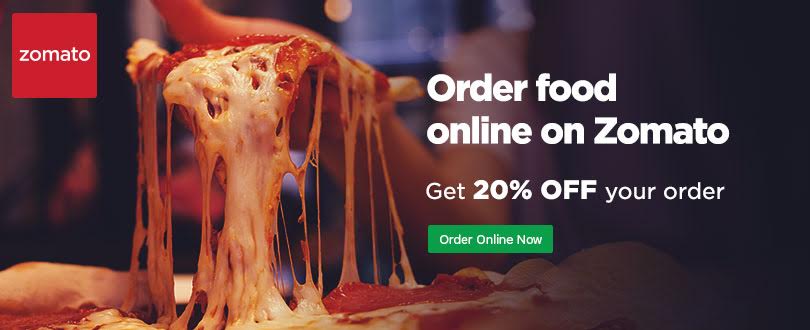 zomato
Order food
online on Zomato
Get 20% OFF your order
Order Online Now